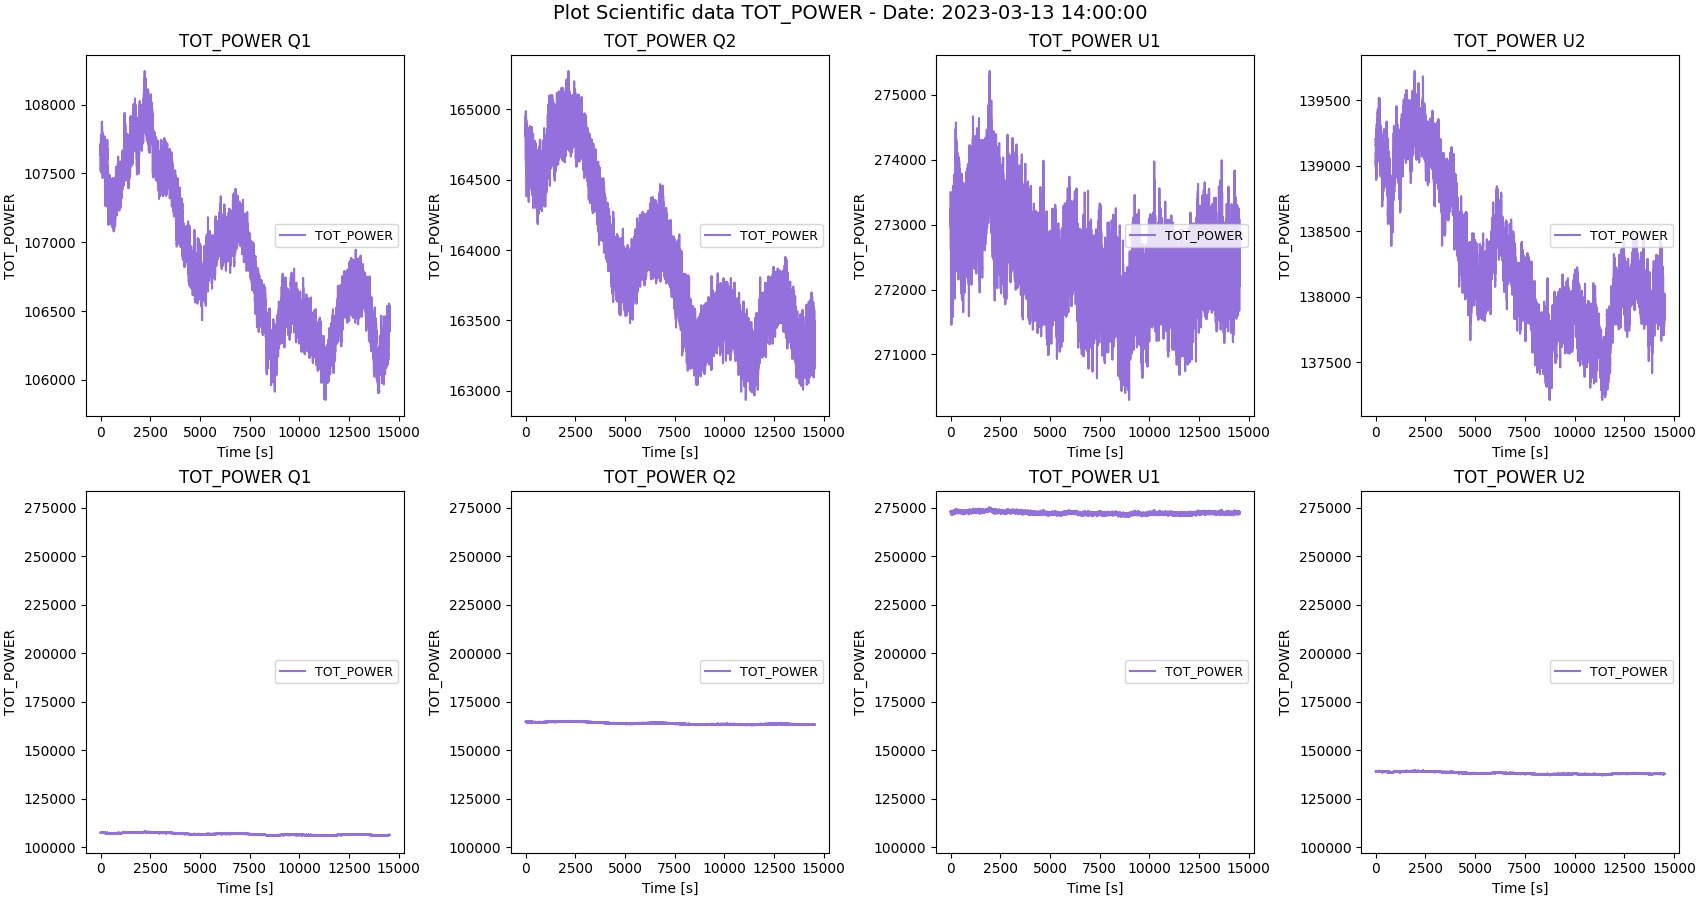 Plot Scientific data TOT_POWER - Date: 2023-03-13 14:00:00
TOT_POWER Q1
TOT_POWER
108000
107500
107000
106500
106000
TOT_POWER
0 2500 5000 7500 10000 12500 15000
Time [s]
TOT_POWER Q2
TOT_POWER
165000
164500
164000
163500
163000
TOT_POWER
0 2500 5000 7500 10000 12500 15000
Time [s]
TOT_POWER U1
TOT_POWER
275000
274000
273000
272000
271000
TOT_POWER
0 2500 5000 7500 10000 12500 15000
Time [s]
TOT_POWER U2
TOT_POWER
139500
139000
138500
138000
137500
TOT_POWER
0 2500 5000 7500 10000 12500 15000
Time [s]
TOT_POWER Q1
TOT_POWER
275000
250000
225000
200000
175000
150000
125000
100000
TOT_POWER
0 2500 5000 7500 10000 12500 15000
Time [s]
TOT_POWER Q2
TOT_POWER
275000
250000
225000
200000
175000
150000
125000
100000
TOT_POWER
0 2500 5000 7500 10000 12500 15000
Time [s]
TOT_POWER U1
TOT_POWER
275000
250000
225000
200000
175000
150000
125000
100000
TOT_POWER
0 2500 5000 7500 10000 12500 15000
Time [s]
TOT_POWER U2
TOT_POWER
275000
250000
225000
200000
175000
150000
125000
100000
TOT_POWER
0 2500 5000 7500 10000 12500 15000
Time [s]